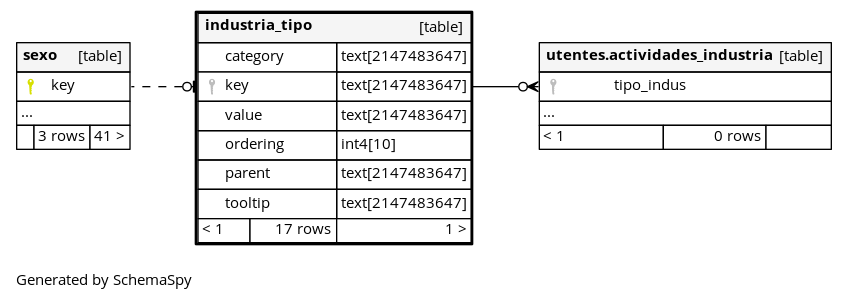 sexo [table]
key
...
3 rows 41 >
industria_tipo [table]
category text[2147483647]
key text[2147483647]
value text[2147483647]
ordering int4[10]
parent text[2147483647]
tooltip text[2147483647]
< 1 17 rows 1 >
utentes.actividades_industria [table]
tipo_indus
...
< 1 0 rows
Generated by SchemaSpy